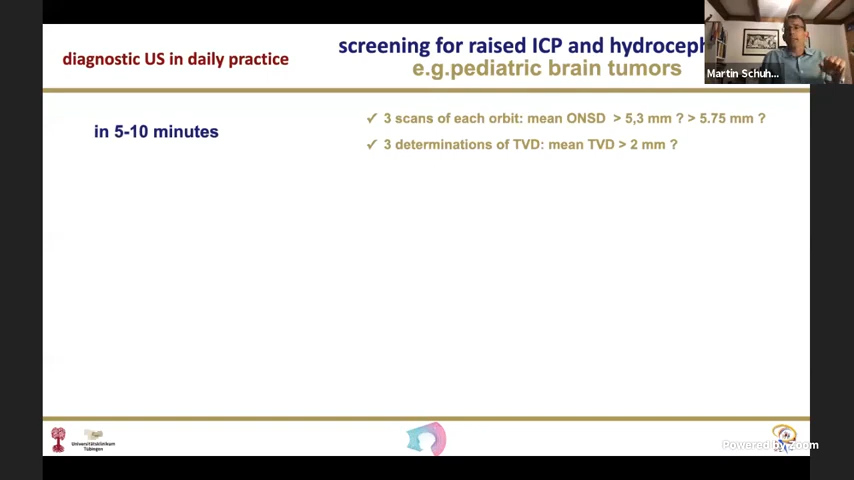 diagnostic US in daily practice
screening for raised ICP and hydroceph
e.g.pediatric brain tumors
Martin Schuh...
in 5-10 minutes
✓ 3 scans of each orbit: mean ONSD > 5,3 mm ? > 5.75 mm ?
✓ 3 determinations of TVD: mean TVD > 2 mm ?
Universitätsklinikum
Tübingen
Powered by Zoom